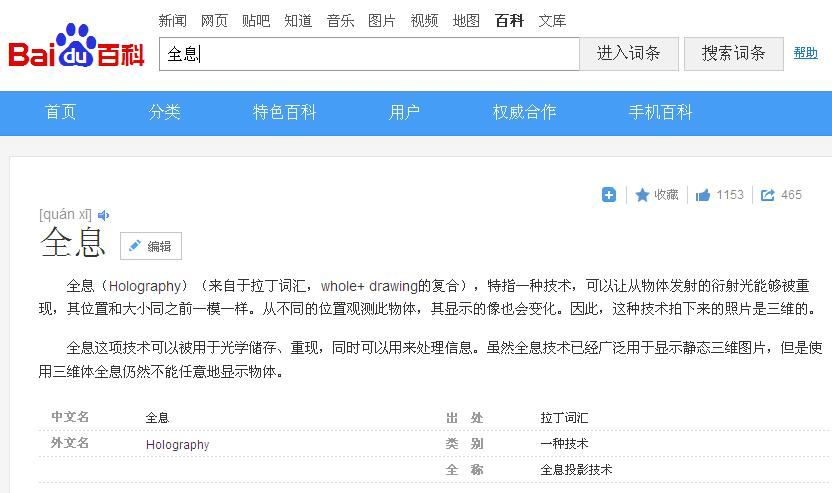 新闻 网页 贴吧 知道 音乐 图片 视频 地图 百科 文库
Bai du 百科
全息 进入词条 搜索词条 帮助
首页 分类 特色百科 用户 权威合作 手机百科
收藏 1153 465
[quán xī]
全息 编辑
全息（Holography）（来自于拉丁词汇，whole+ drawing的复合），特指一种技术，可以让从物体发射的衍射光能够被重
现，其位置和大小同之前一模一样。从不同的位置观测此物体，其显示的像也会变化。因此，这种技术拍下来的照片是三维的。
全息这项技术可以被用于光学储存、重现，同时可以用来处理信息。虽然全息技术已经广泛用于显示静态三维图片，但是使
用三维体全息仍然不能任意地显示物体。
中文名 全息 出 处 拉丁词汇
外文名 Holography 类 别 一种技术
全 称 全息投影技术